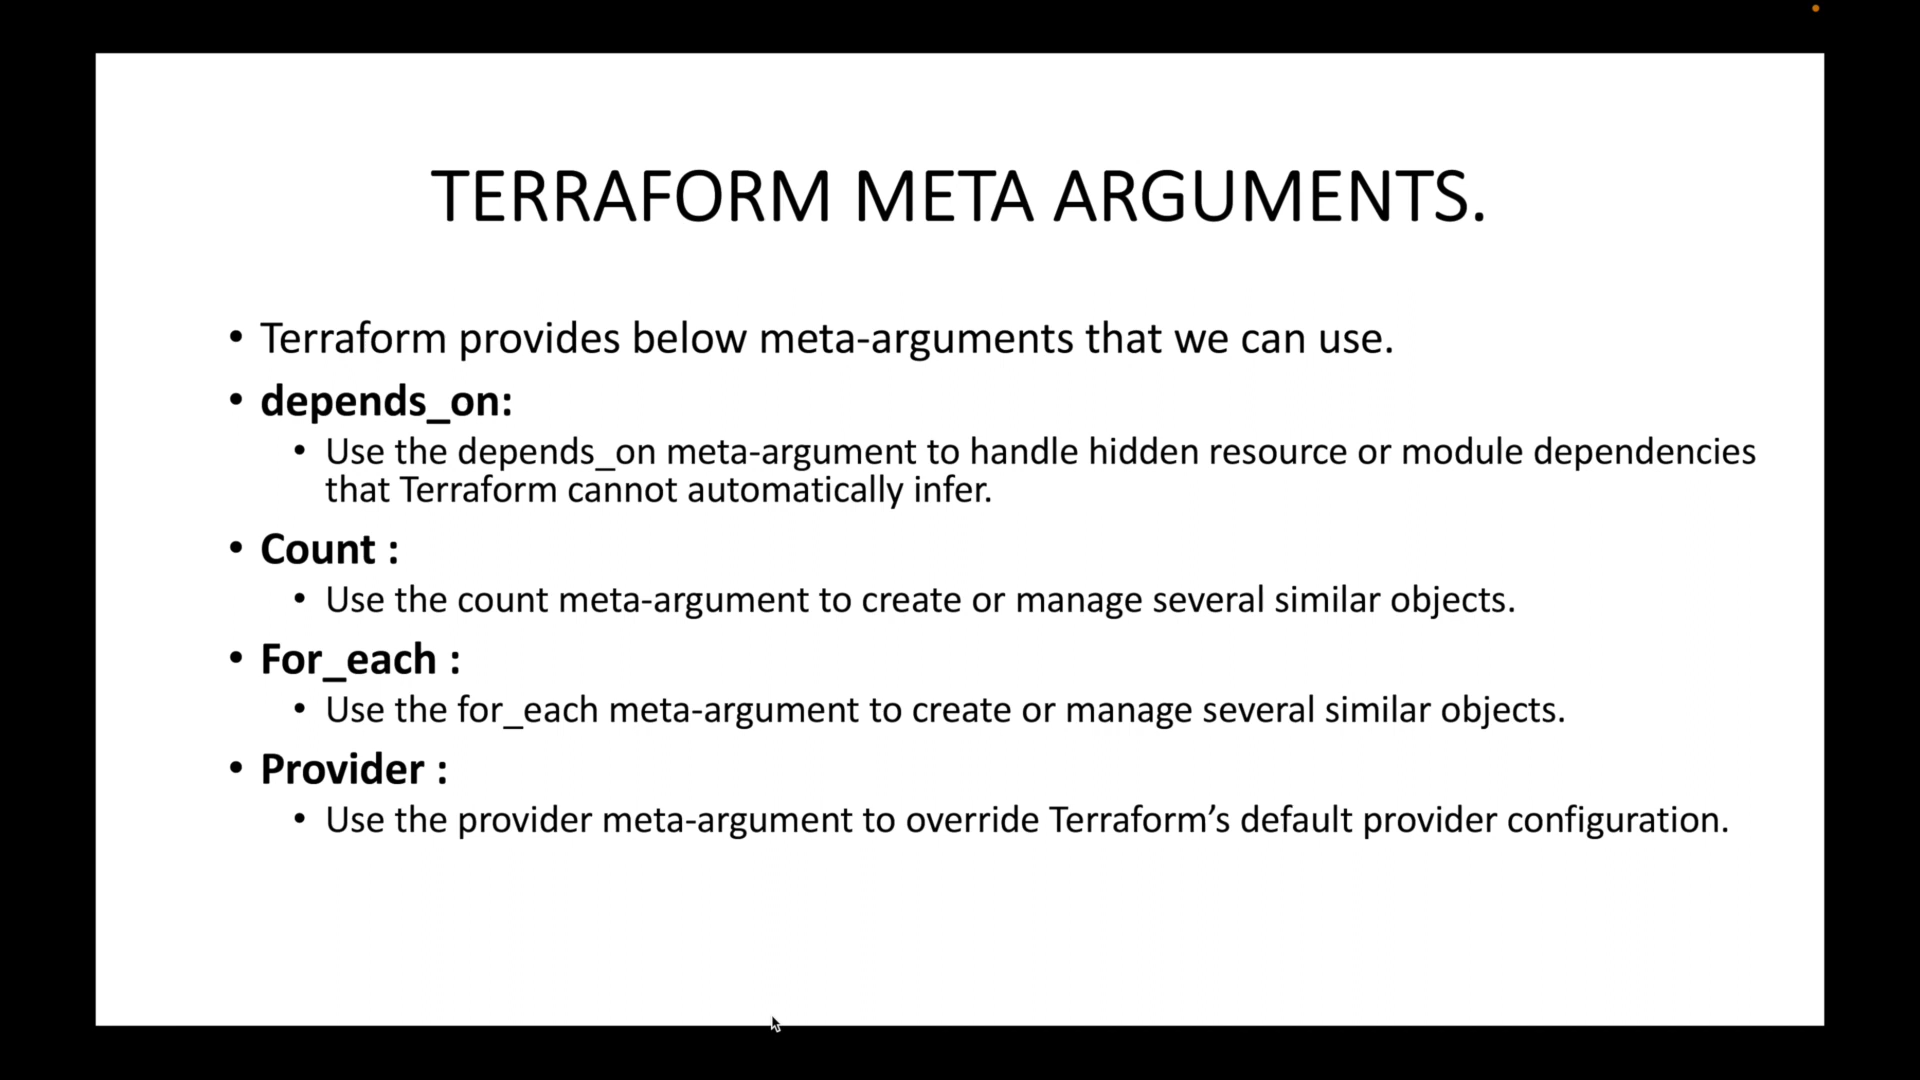 TERRAFORM META ARGUMENTS.
• Terraform provides below meta-arguments that we can use.
• depends_on:
• Use the depends_on meta-argument to handle hidden resource or module dependencies
that Terraform cannot automatically infer.
• Count :
• Use the count meta-argument to create or manage several similar objects.
• For_each :
• Use the for_each meta-argument to create or manage several similar objects.
• Provider :
• Use the provider meta-argument to override Terraform’s default provider configuration.